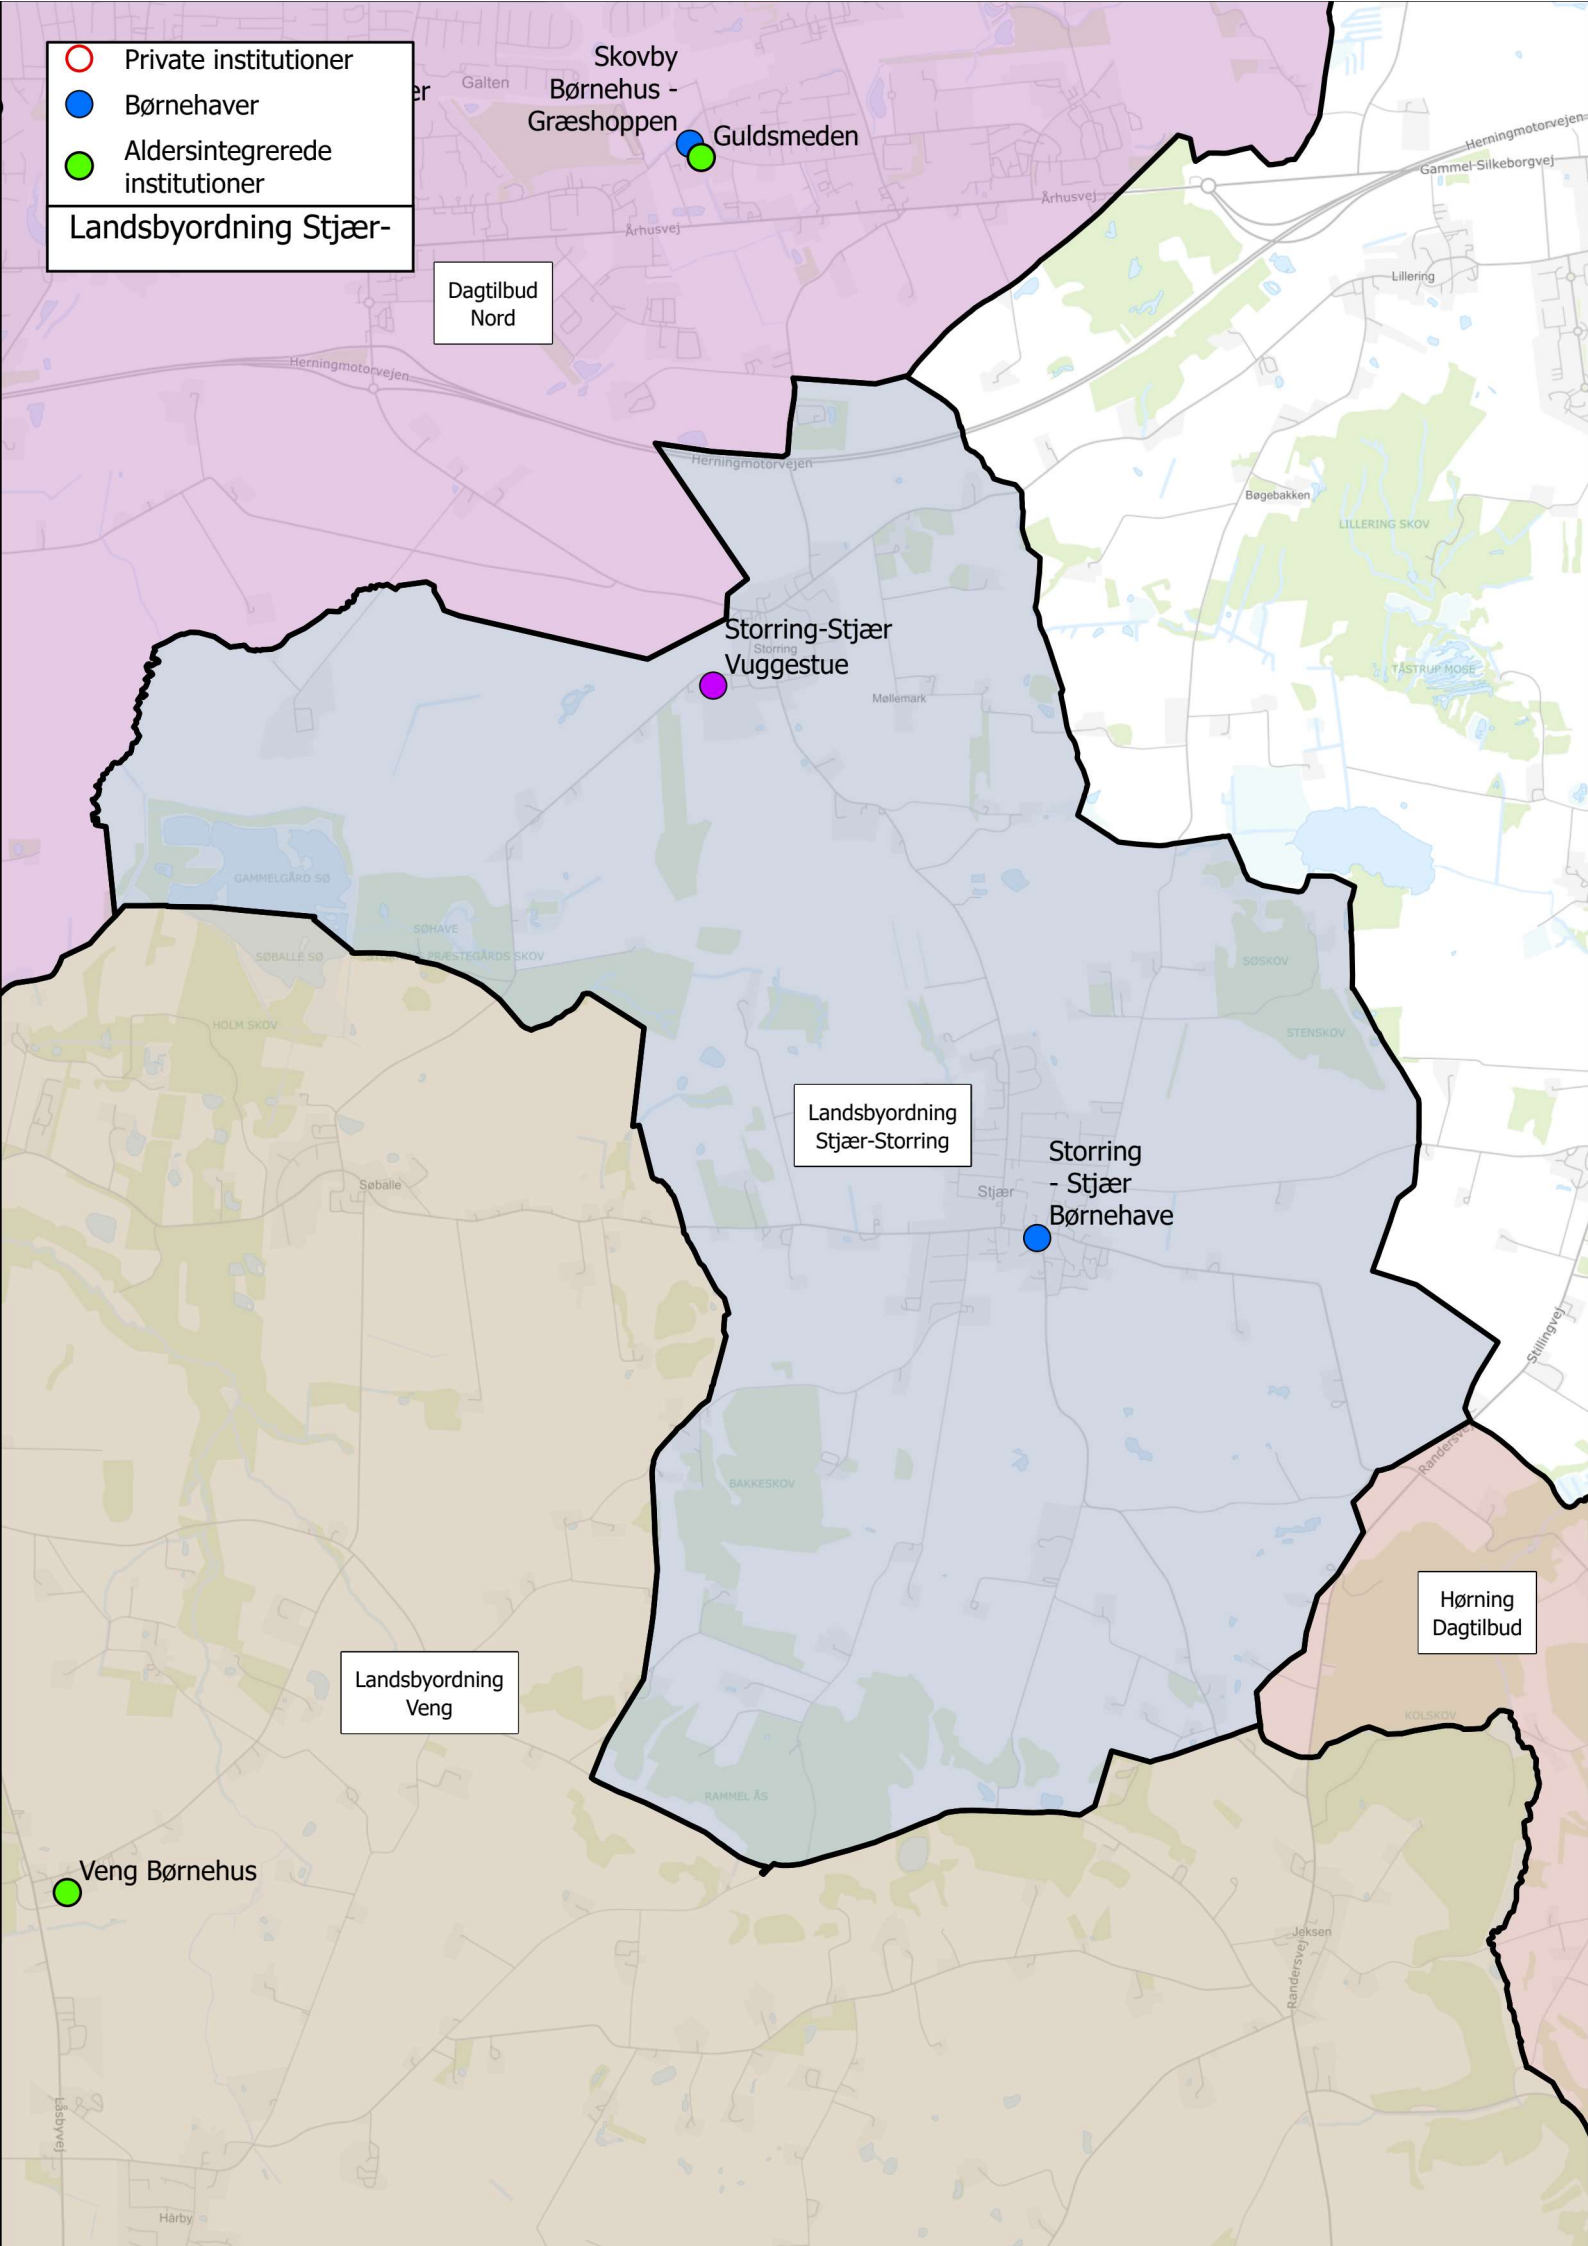 Private institutioner
Børnehaver
Aldersintegrerede
institutioner
Landsbyordning Stjær-
er
Galten
Skovby
Børnehus -
Græshoppen
Guldsmeden
Århusvej
Århusvej
Herningmotorvejen
Gammel Silkeborgvej
Lillering
Dagtilbud
Nord
Herningmotorvejen
Herningmotorvejen
Bøgebakken
LILLERING SKOV
Storring-Stjær
Vuggestue
Storring
Møllemark
TÅSTRUP MOSE
GAMMELGÅRD SØ
SØHAVE
SØBALLE SØ
PRÆSTEGÅRDS SKOV
SØSKOV
HOLM SKOV
STENSKOV
Landsbyordning
Stjær-Storring
Storring
- Stjær
Børnehave
Stjær
Søballe
Stillingvej
Randersvej
BAKKESKOV
Hørning
Dagtilbud
Landsbyordning
Veng
KOLSKOV
RAMMEL ÅS
Veng Børnehus
Jeksen
Randersvej
Låsbyvej
Hårby